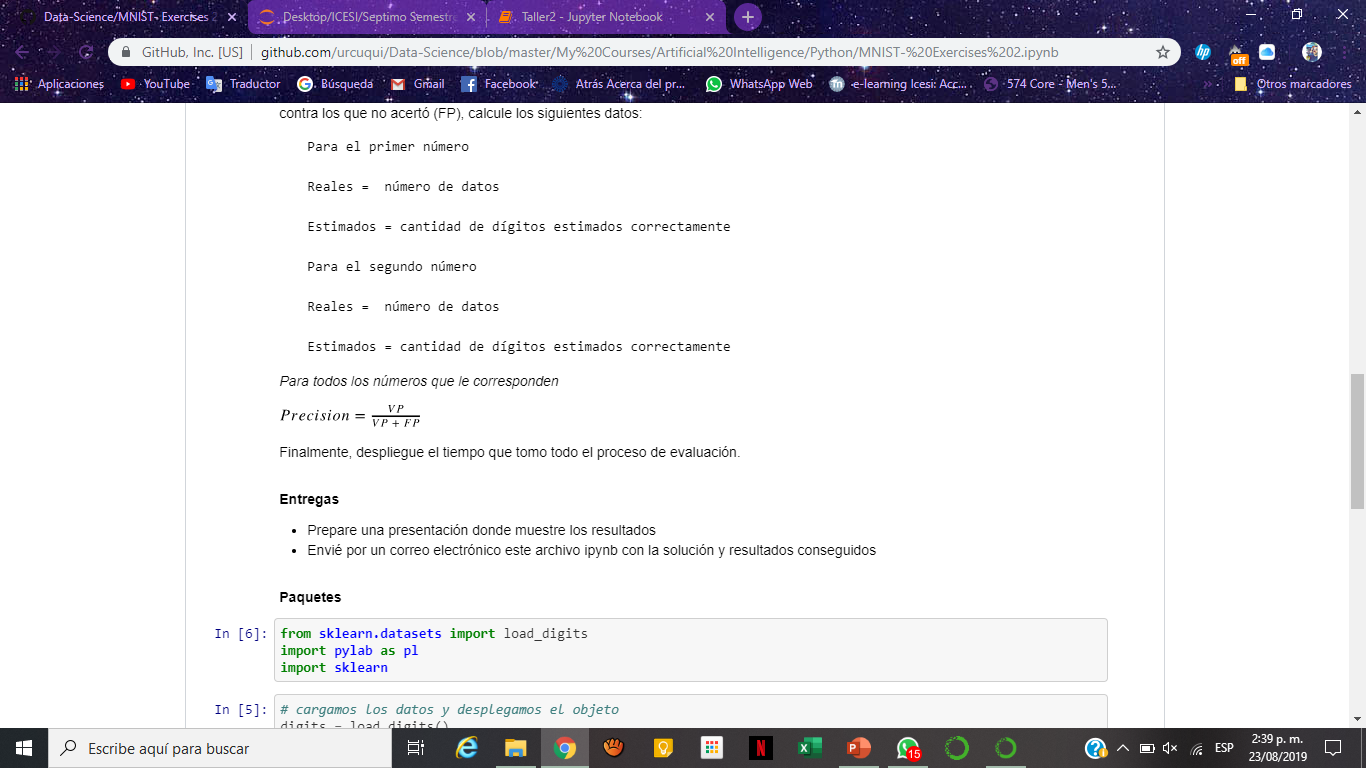 Data-Science/MNIST- Exercises 2
Desktop/ICESI/Septimo Semestre
Taller2 - Jupyter Notebook
GitHub, Inc. [US]
github.com/urcuqui/Data-Science/blob/master/My%20Courses/Artificial%20Intelligence/Python/MNIST-%20Exercises%202.ipynb
hp
off
Aplicaciones
YouTube
Traductor
Búsqueda
Gmail
Facebook
Atrás Acerca del pr...
WhatsApp Web
e-learning Icesi: Acc...
574 Core - Men's 5...
Otros marcadores
contra los que no acertó (FP), calcule los siguientes datos:
Para el primer número
Reales =  número de datos
Estimados = cantidad de dígitos estimados correctamente
Para el segundo número
Reales =  número de datos
Estimados = cantidad de dígitos estimados correctamente
Para todos los números que le corresponden
Precision = VP / VP + FP
Finalmente, despliegue el tiempo que tomo todo el proceso de evaluación.
Entregas
• Prepare una presentación donde muestre los resultados
• Envié por un correo electrónico este archivo ipynb con la solución y resultados conseguidos
Paquetes
In [6]: from sklearn.datasets import load_digits
import pylab as pl
import sklearn
In [5]: # cargamos los datos y desplegamos el objeto
digits = load_digits()
Escribe aquí para buscar
15
ESP
2:39 p. m.
23/08/2019